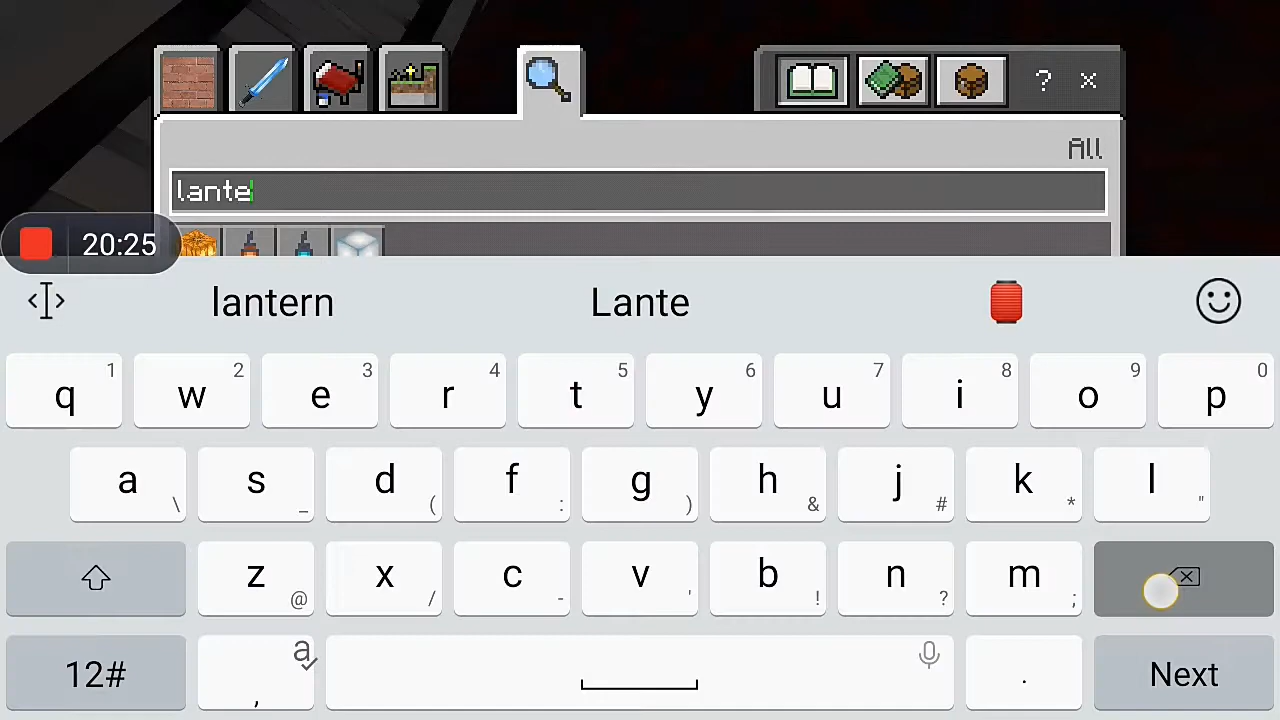 ? ×
All
lante
20:25
lantern Lante
1 2 3 4 5 6 7 8 9 0
q w e r t y u i o p
a s d f g h j k l
\ _ ( : ) & # * "
z x c v b n m
@ / - ' ! ? ;
12# , a . Next